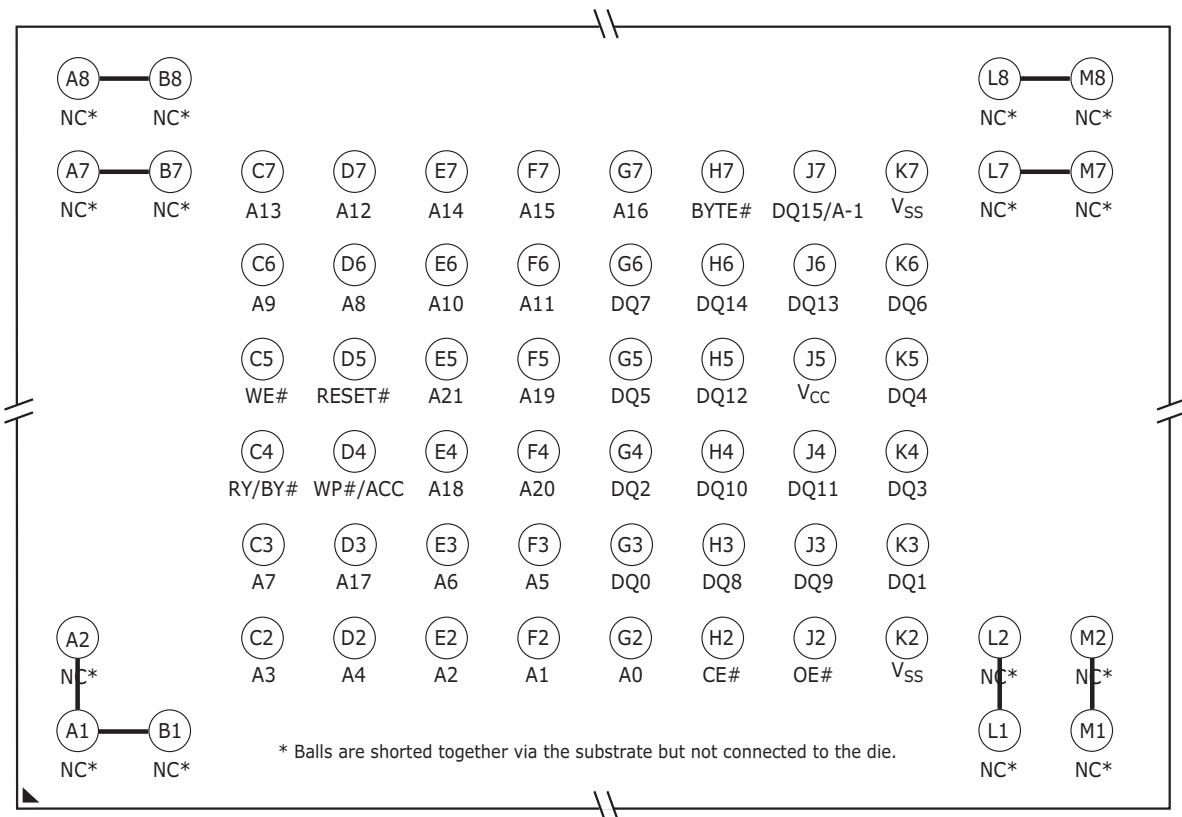 A8 B8 L8 M8
NC* NC* NC* NC*
A7 B7 C7 D7 E7 F7 G7 H7 J7 K7 L7 M7
NC* NC* A13 A12 A14 A15 A16 BYTE# DQ15/A-1 VSS NC* NC*
C6 D6 E6 F6 G6 H6 J6 K6
A9 A8 A10 A11 DQ7 DQ14 DQ13 DQ6
C5 D5 E5 F5 G5 H5 J5 K5
WE# RESET# A21 A19 DQ5 DQ12 VCC DQ4
C4 D4 E4 F4 G4 H4 J4 K4
RY/BY# WP#/ACC A18 A20 DQ2 DQ10 DQ11 DQ3
C3 D3 E3 F3 G3 H3 J3 K3
A7 A17 A6 A5 DQ0 DQ8 DQ9 DQ1
A2 C2 D2 E2 F2 G2 H2 J2 K2 L2 M2
NC* A3 A4 A2 A1 A0 CE# OE# VSS NC* NC*
A1 B1 L1 M1
* Balls are shorted together via the substrate but not connected to the die.
NC* NC* NC* NC*